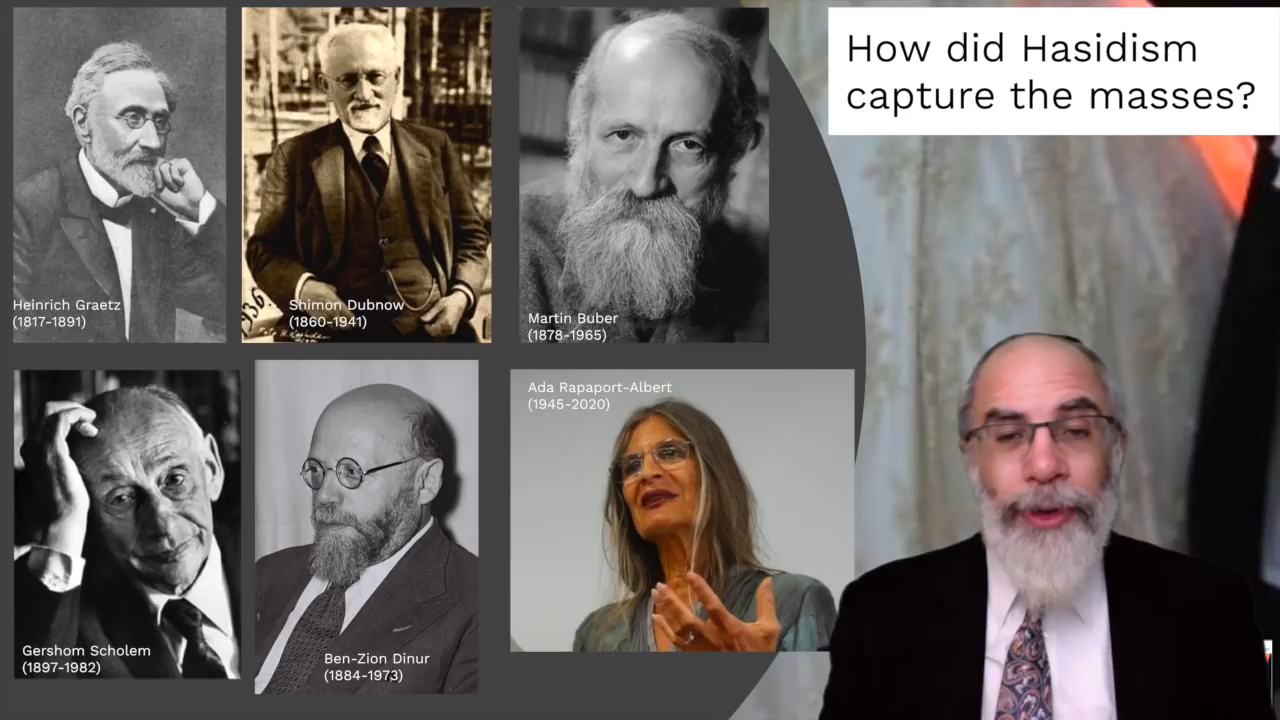 How did Hasidism
capture the masses?
Heinrich Graetz
(1817-1891)
Shimon Dubnow
(1860-1941)
Martin Buber
(1878-1965)
Gershom Scholem
(1897-1982)
Ben-Zion Dinur
(1884-1973)
Ada Rapaport-Albert
(1945-2020)